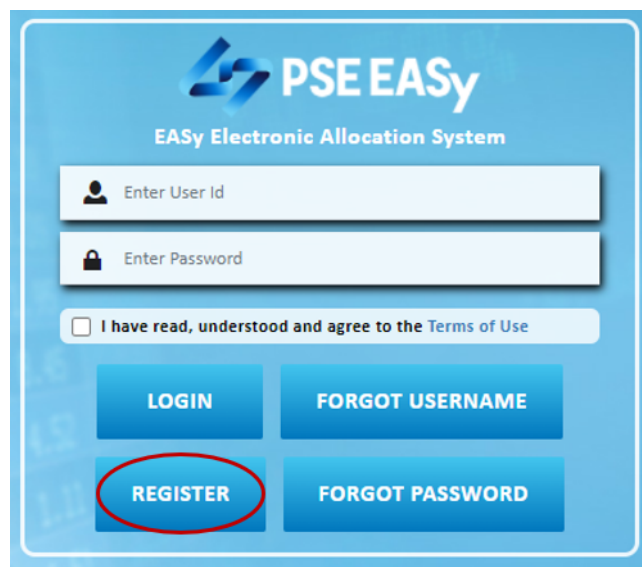 PSE EASy
EASy Electronic Allocation System
Enter User Id
Enter Password
I have read, understood and agree to the Terms of Use
LOGIN
FORGOT USERNAME
REGISTER
FORGOT PASSWORD